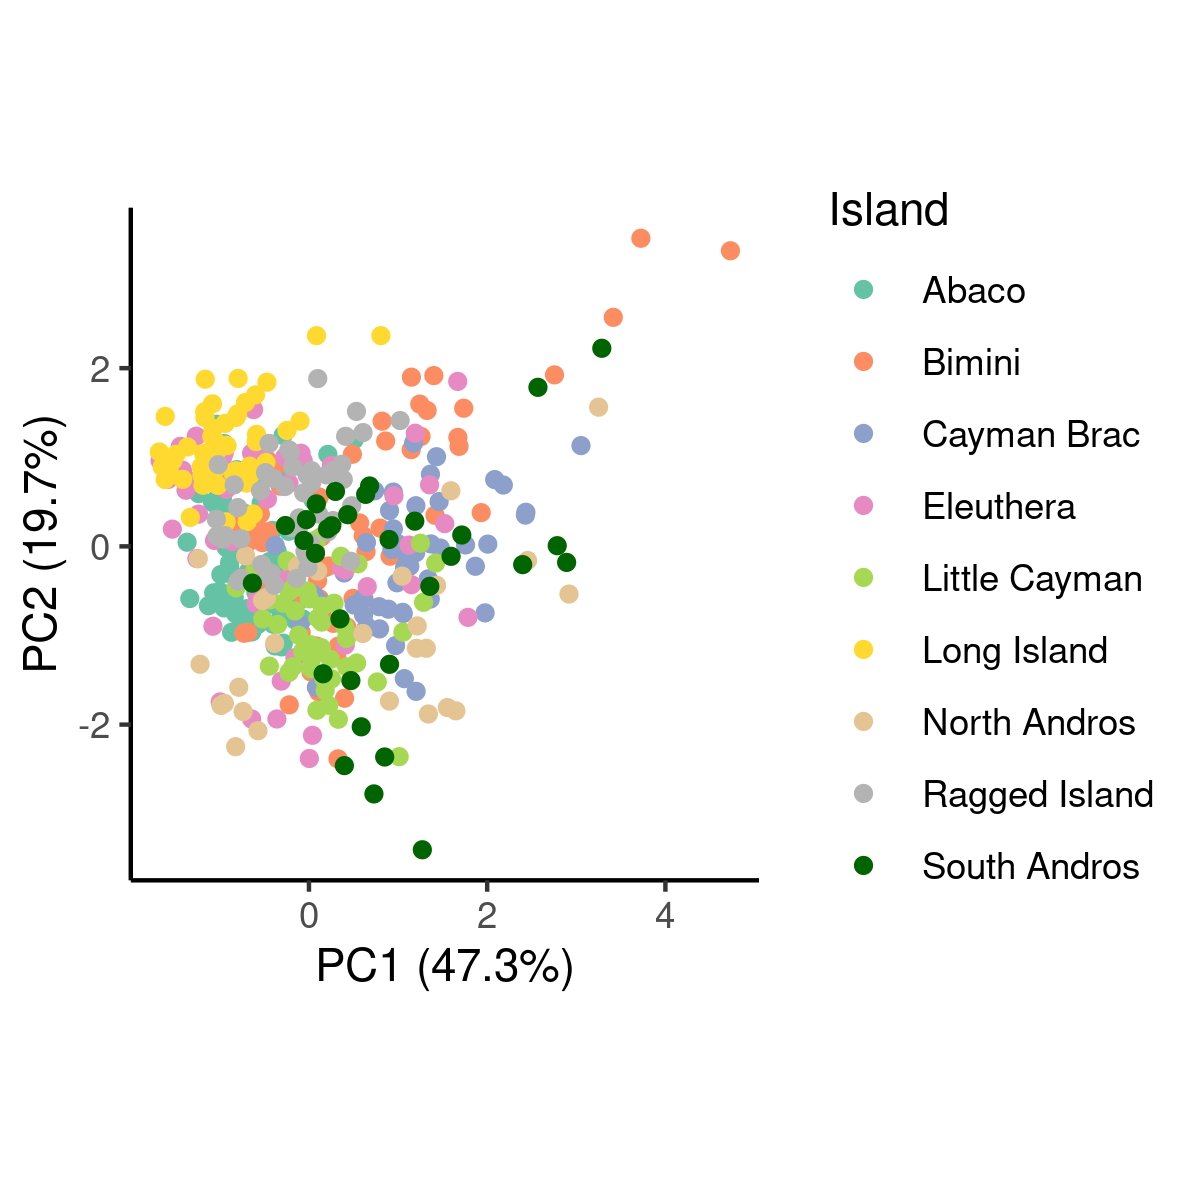 Island
Abaco
Bimini
Cayman Brac
Eleuthera
Little Cayman
Long Island
North Andros
Ragged Island
South Andros
2
0
-2
PC2 (19.7%)
0 2 4
PC1 (47.3%)